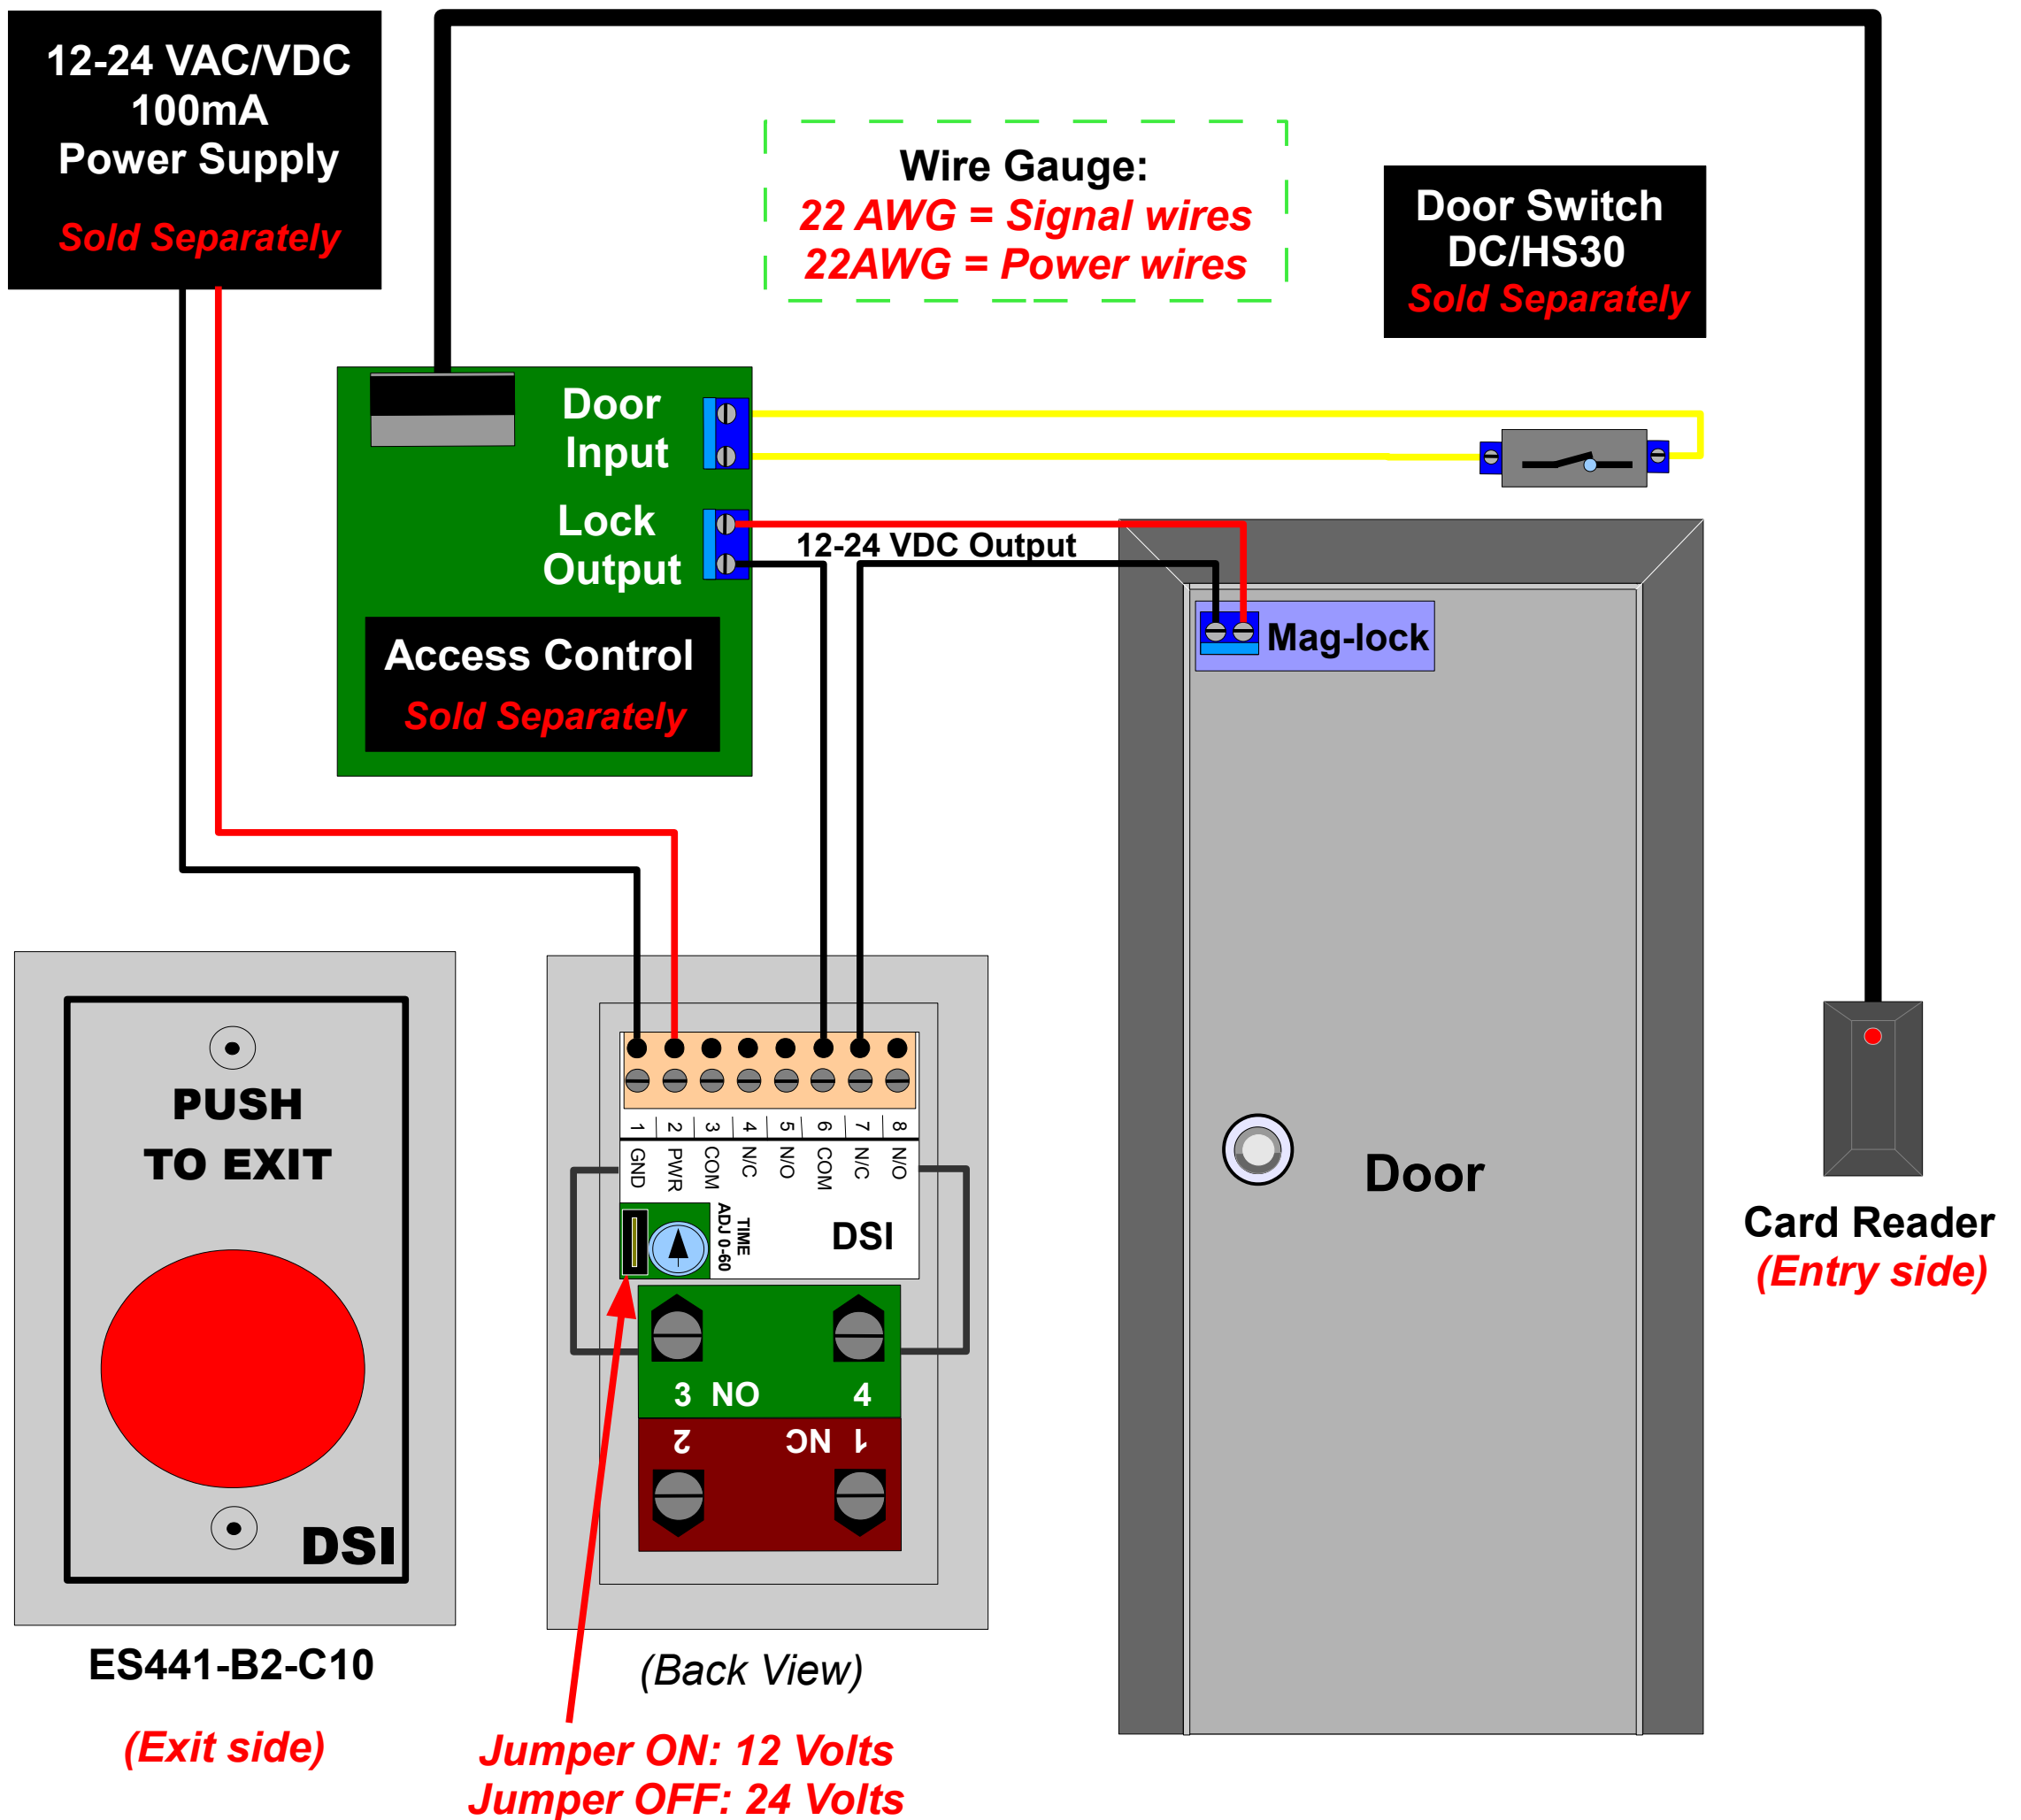 12-24 VAC/VDC
100mA
Power Supply
Sold Separately
Wire Gauge:
22 AWG = Signal wires
22AWG = Power wires
Door Switch
DC/HS30
Sold Separately
Door
Input
Lock
Output
Access Control
Sold Separately
12-24 VDC Output
Mag-lock
Door
Card Reader
(Entry side)
PUSH
TO EXIT
DSI
ES441-B2-C10
(Exit side)
1 2 3 4 5 6 7 8
GND PWR COM N/C N/O COM N/C N/O
TIME
ADJ 0-60
DSI
3 NO 4
2 NC 1
(Back View)
Jumper ON: 12 Volts
Jumper OFF: 24 Volts